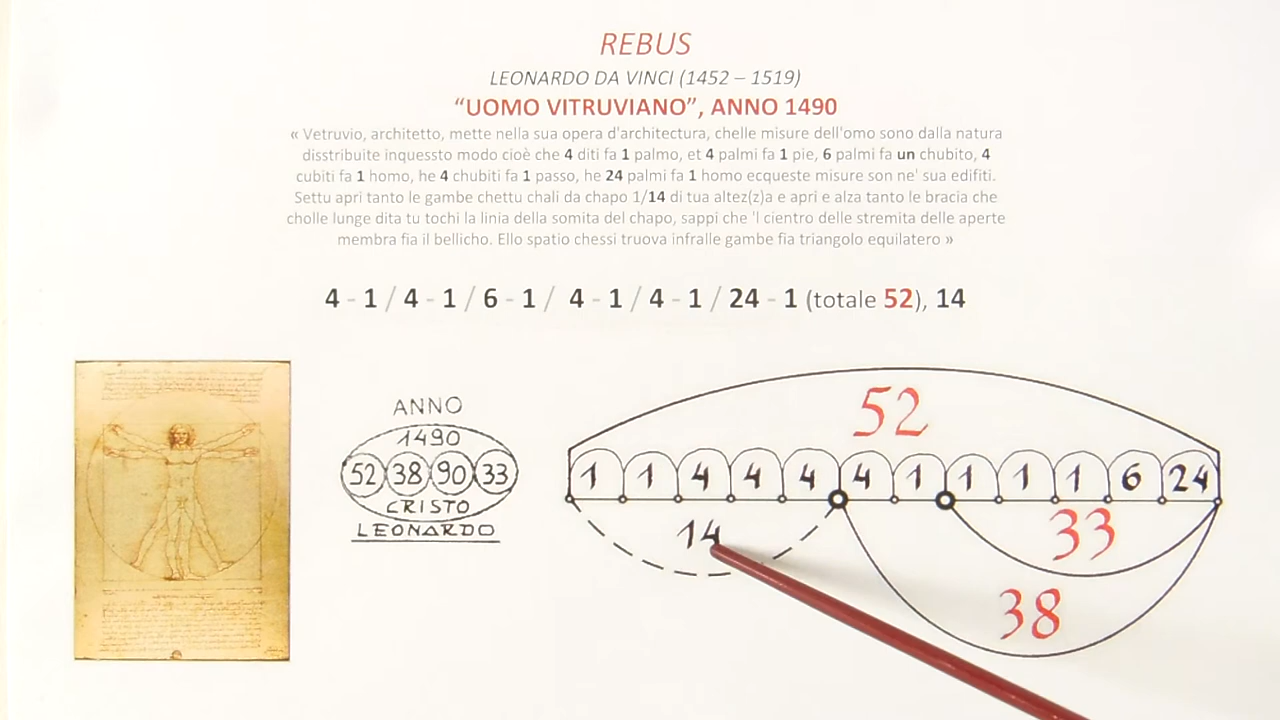 REBUS
LEONARDO DA VINCI (1452 – 1519)
“UOMO VITRUVIANO”, ANNO 1490
« Vetruvio, architetto, mette nella sua opera d'architectura, chelle misure dell'omo sono dalla natura
disstribuite inquessto modo cioè che 4 diti fa 1 palmo, et 4 palmi fa 1 pie, 6 palmi fa un chubito, 4
cubiti fa 1 homo, he 4 chubiti fa 1 passo, he 24 palmi fa 1 homo ecqueste misure son ne' sua edifiti.
Settu apri tanto le gambe chettu chali da chapo 1/14 di tua altez(z)a e apri e alza tanto le bracia che
cholle lunge dita tu tochi la linia della somita del chapo, sappi che 'l cientro delle stremita delle aperte
membra fia il bellicho. Ello spatio chessi truova infralle gambe fia triangolo equilatero »
4 - 1 / 4 - 1 / 6 - 1 / 4 - 1 / 4 - 1 / 24 - 1 (totale 52), 14
ANNO
1490
52 38 90 33
CRISTO
LEONARDO
52
1 1 4 4 4 4 1 1 1 1 6 24
14
33
38